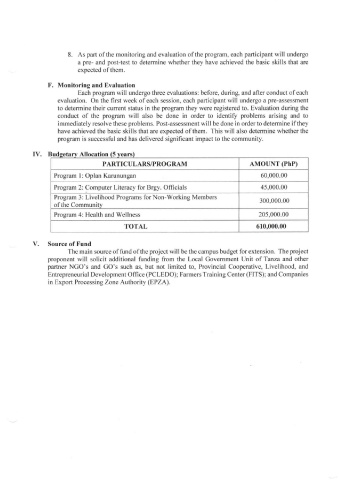 8. As part of the monitoring and evaluation of the program, each participant will undergo
a pre- and post-test to determine whether they have achieved the basic skills that are
expected of them.
F. Monitoring and Evaluation
Each program will undergo three evaluations: before, during, and after conduct of each
evaluation. On the first week of each session, each participant will undergo a pre-assessment
to determine their current status in the program they were registered to. Evaluation during the
conduct of the program will also be done in order to identify problems arising and to
immediately resolve these problems. Post-assessment will be done in order to determine if they
have achieved the basic skills that are expected of them. This will also determine whether the
program is successful and has delivered significant impact to the community.
IV. Budgetary Allocation (5 years)
PARTICULARS/PROGRAM AMOUNT (PhP)
Program 1: Oplan Karunungan 60,000.00
Program 2: Computer Literacy for Brgy. Officials 45,000.00
Program 3: Livelihood Programs for Non-Working Members
of the Community 300,000.00
Program 4: Health and Wellness 205,000.00
TOTAL 610,000.00
V. Source of Fund
The main source of fund of the project will be the campus budget for extension. The project
proponent will solicit additional funding from the Local Government Unit of Tanza and other
partner NGO's and GO's such as, but not limited to, Provincial Cooperative, Livelihood, and
Entrepreneurial Development Office (PCLEDO); Farmers Training Center (FITS); and Companies
in Export Processing Zone Authority (EPZA).